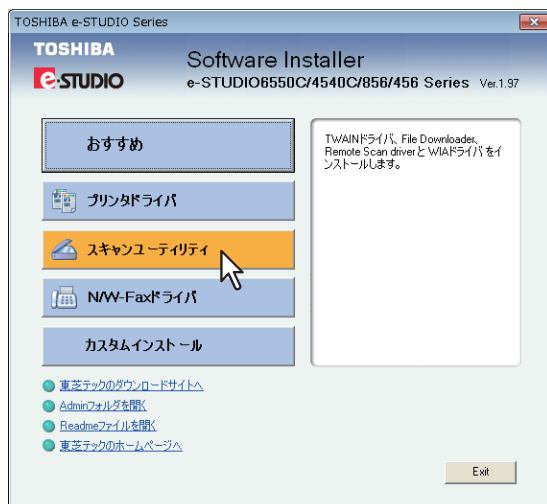 TOSHIBA e-STUDIO Series
TOSHIBA
e-STUDIO
Software Installer
e-STUDIO6550C/4540C/856/456 Series Ver.1.97
おすすめ
プリンタドライバ
スキャンユーティリティ
N/W-Faxドライバ
カスタムインストール
TWAINドライバ、File Downloader、
Remote Scan driverと WIAドライバ をイ
ンストールします。
東芝テックのダウンロードサイトへ
Adminフォルダを開く
Readmeファイルを開く
東芝テックのホームページへ
Exit